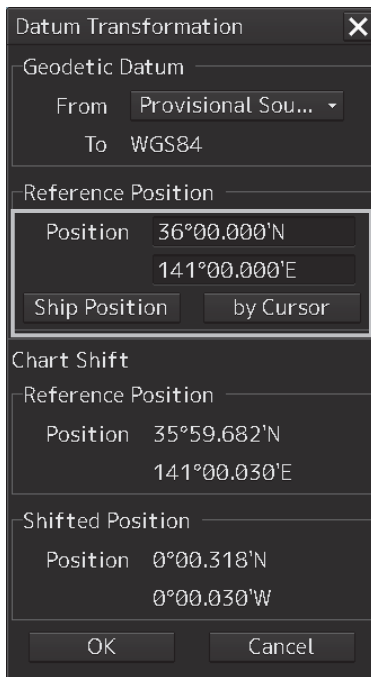 Datum Transformation
Geodetic Datum
From Provisional Sou...
To WGS84
Reference Position
Position 36°00.000'N
141°00.000'E
Ship Position by Cursor
Chart Shift
Reference Position
Position 35°59.682'N
141°00.030'E
Shifted Position
Position 0°00.318'N
0°00.030'W
OK Cancel